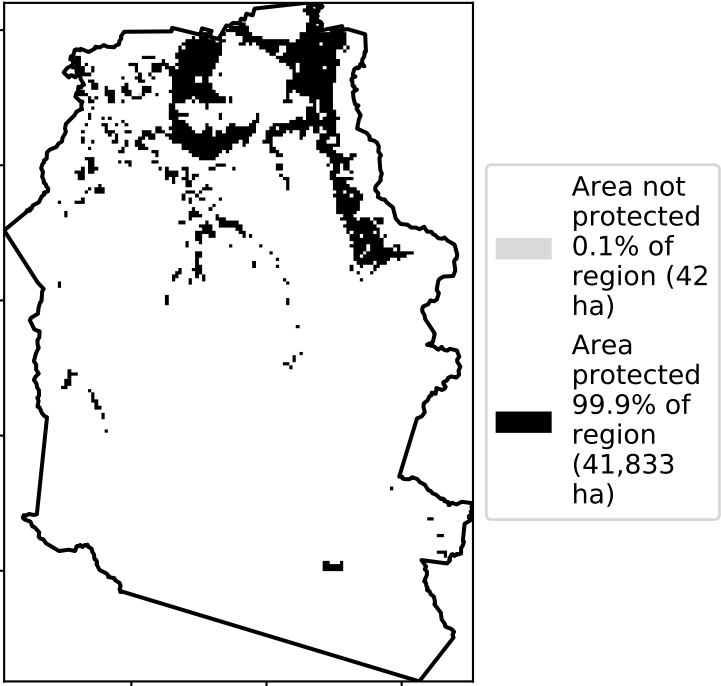 Area not
protected
0.1% of
region (42
ha)
Area
protected
99.9% of
region
(41,833
ha)